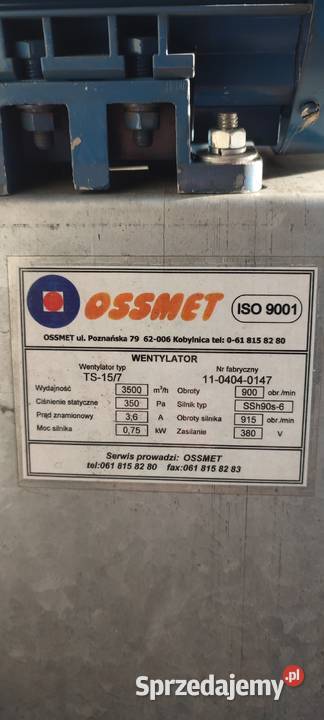 OSSMET ISO 9001
OSSMET ul. Poznańska 79 62-006 Kobylnica tel: 0-61 815 82 80
WENTYLATOR
Wentylator typ Nr fabryczny
TS-15/7 11-0404-0147
Wydajność 3500 m³/h Obroty 900 obr./min
Ciśnienie statyczne 350 Pa Silnik typ SSh90s-6
Prąd znamionowy 3,6 A Obroty silnika 915 obr./min
Moc silnika 0,75 kW Zasilanie 380 V
Serwis prowadzi: OSSMET
tel:061 815 82 80 fax:061 815 82 83
Sprzedajemy.pl